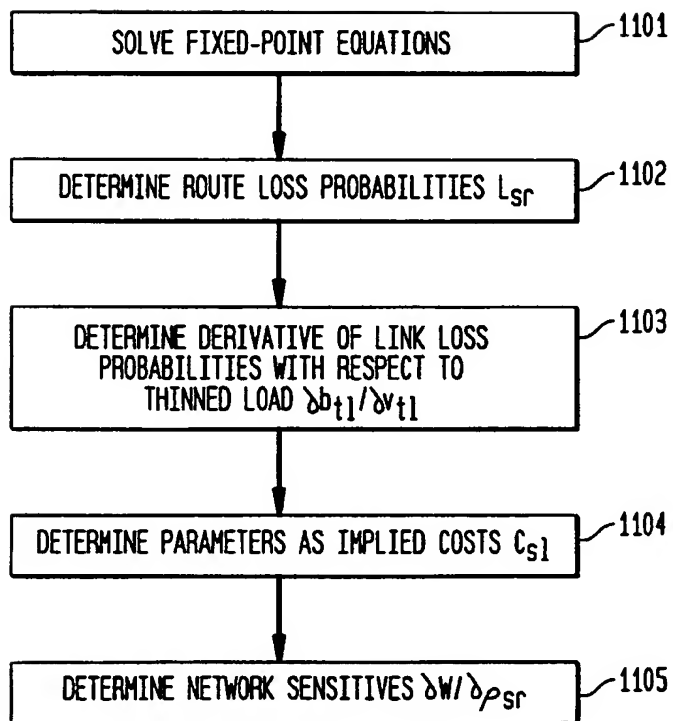 SOLVE FIXED-POINT EQUATIONS
1101
DETERMINE ROUTE LOSS PROBABILITIES Lsr
1102
DETERMINE DERIVATIVE OF LINK LOSS
PROBABILITIES WITH RESPECT TO
THINNED LOAD ∂btl/∂vtl
1103
DETERMINE PARAMETERS AS IMPLIED COSTS Csl
1104
DETERMINE NETWORK SENSITIVES ∂W/∂ρsr
1105